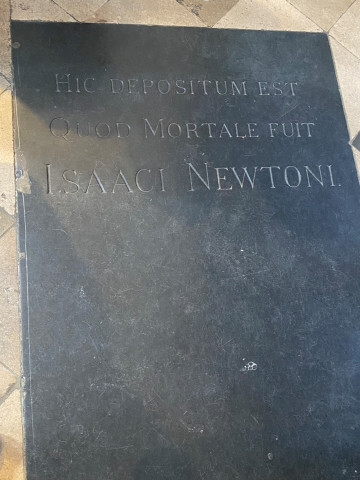 Hic depositum est
Quod Mortale fuit
Isaaci Newtoni.